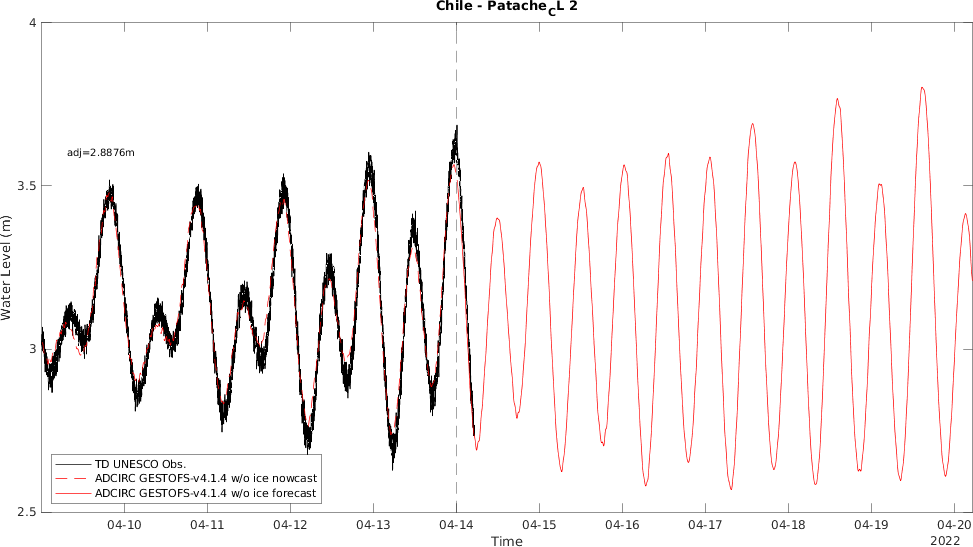 Chile - Patache_C L 2
Water Level (m)
4
3.5
3
2.5
adj=2.8876m
TD UNESCO Obs.
ADCIRC GESTOFS-v4.1.4 w/o ice nowcast
ADCIRC GESTOFS-v4.1.4 w/o ice forecast
04-10 04-11 04-12 04-13 04-14 04-15 04-16 04-17 04-18 04-19 04-20
Time
2022